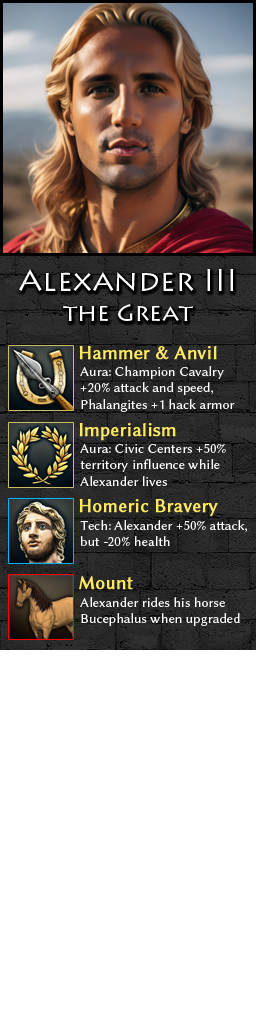 Alexander III
the Great
Hammer & Anvil
Aura: Champion Cavalry
+20% attack and speed,
Phalangites +1 hack armor
Imperialism
Aura: Civic Centers +50%
territory influence while
Alexander lives
Homeric Bravery
Tech: Alexander +50% attack,
but -20% health
Mount
Alexander rides his horse
Bucephalus when upgraded